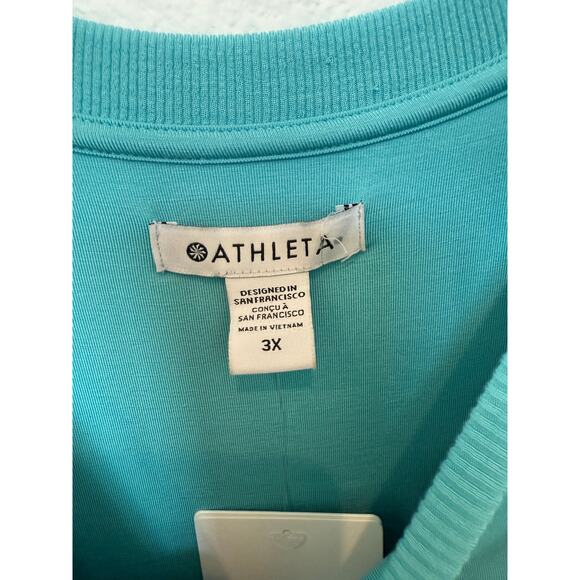 ATHLETA
DESIGNED IN
SAN FRANCISCO
CONÇU À
SAN FRANCISCO
MADE IN VIETNAM
3X